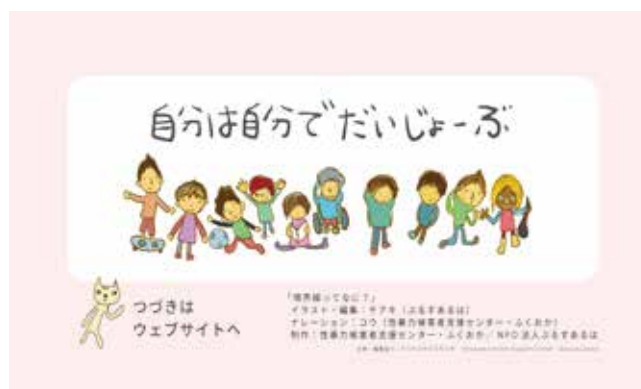 自分は自分でだいじょーぶ
つづきは
ウェブサイトへ
「境界線ってなに？」
イラスト・編集：チアキ（ぷるすあるは）
ナレーション：コウ（性暴力被害者支援センター・ふくおか）
制作：性暴力被害者支援センター・ふくおか／NPO法人ぷるすあるは